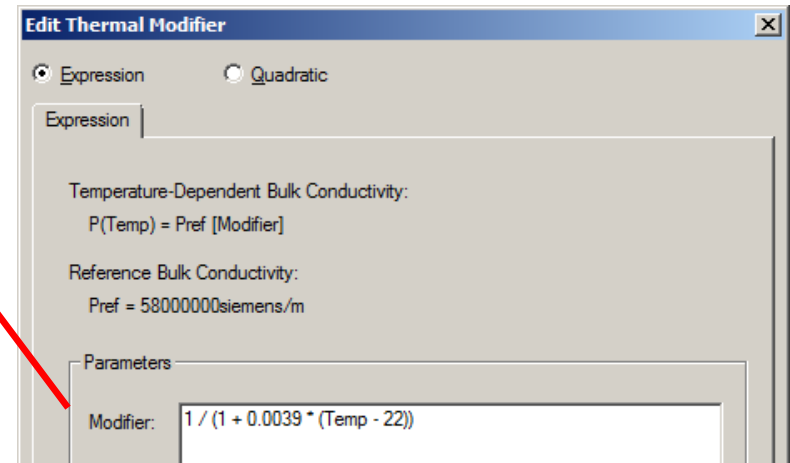 Edit Thermal Modifier
Expression Quadratic
Expression
Temperature-Dependent Bulk Conductivity:
P(Temp) = Pref [Modifier]
Reference Bulk Conductivity:
Pref = 58000000siemens/m
Parameters
Modifier: 1 / (1 + 0.0039 * (Temp - 22))